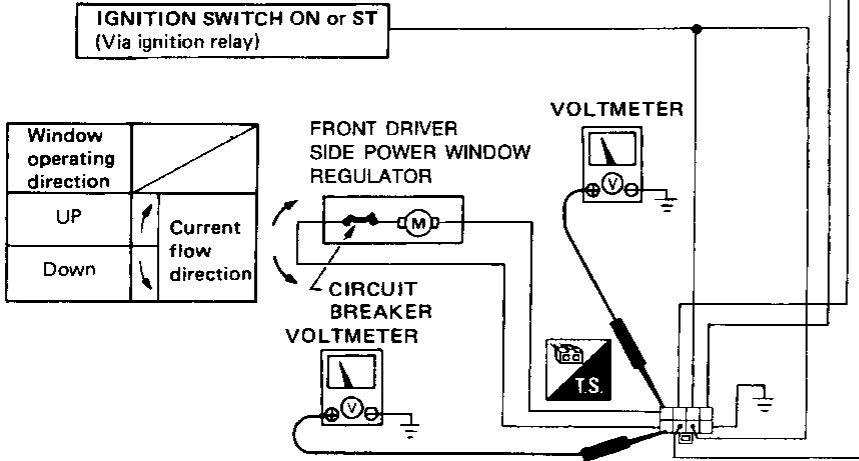 IGNITION SWITCH ON or ST
(Via ignition relay)
VOLTMETER
Window
operating
direction
UP
Down
Current
flow
direction
FRONT DRIVER
SIDE POWER WINDOW
REGULATOR
M
V
CIRCUIT
BREAKER
VOLTMETER
V
T.S.